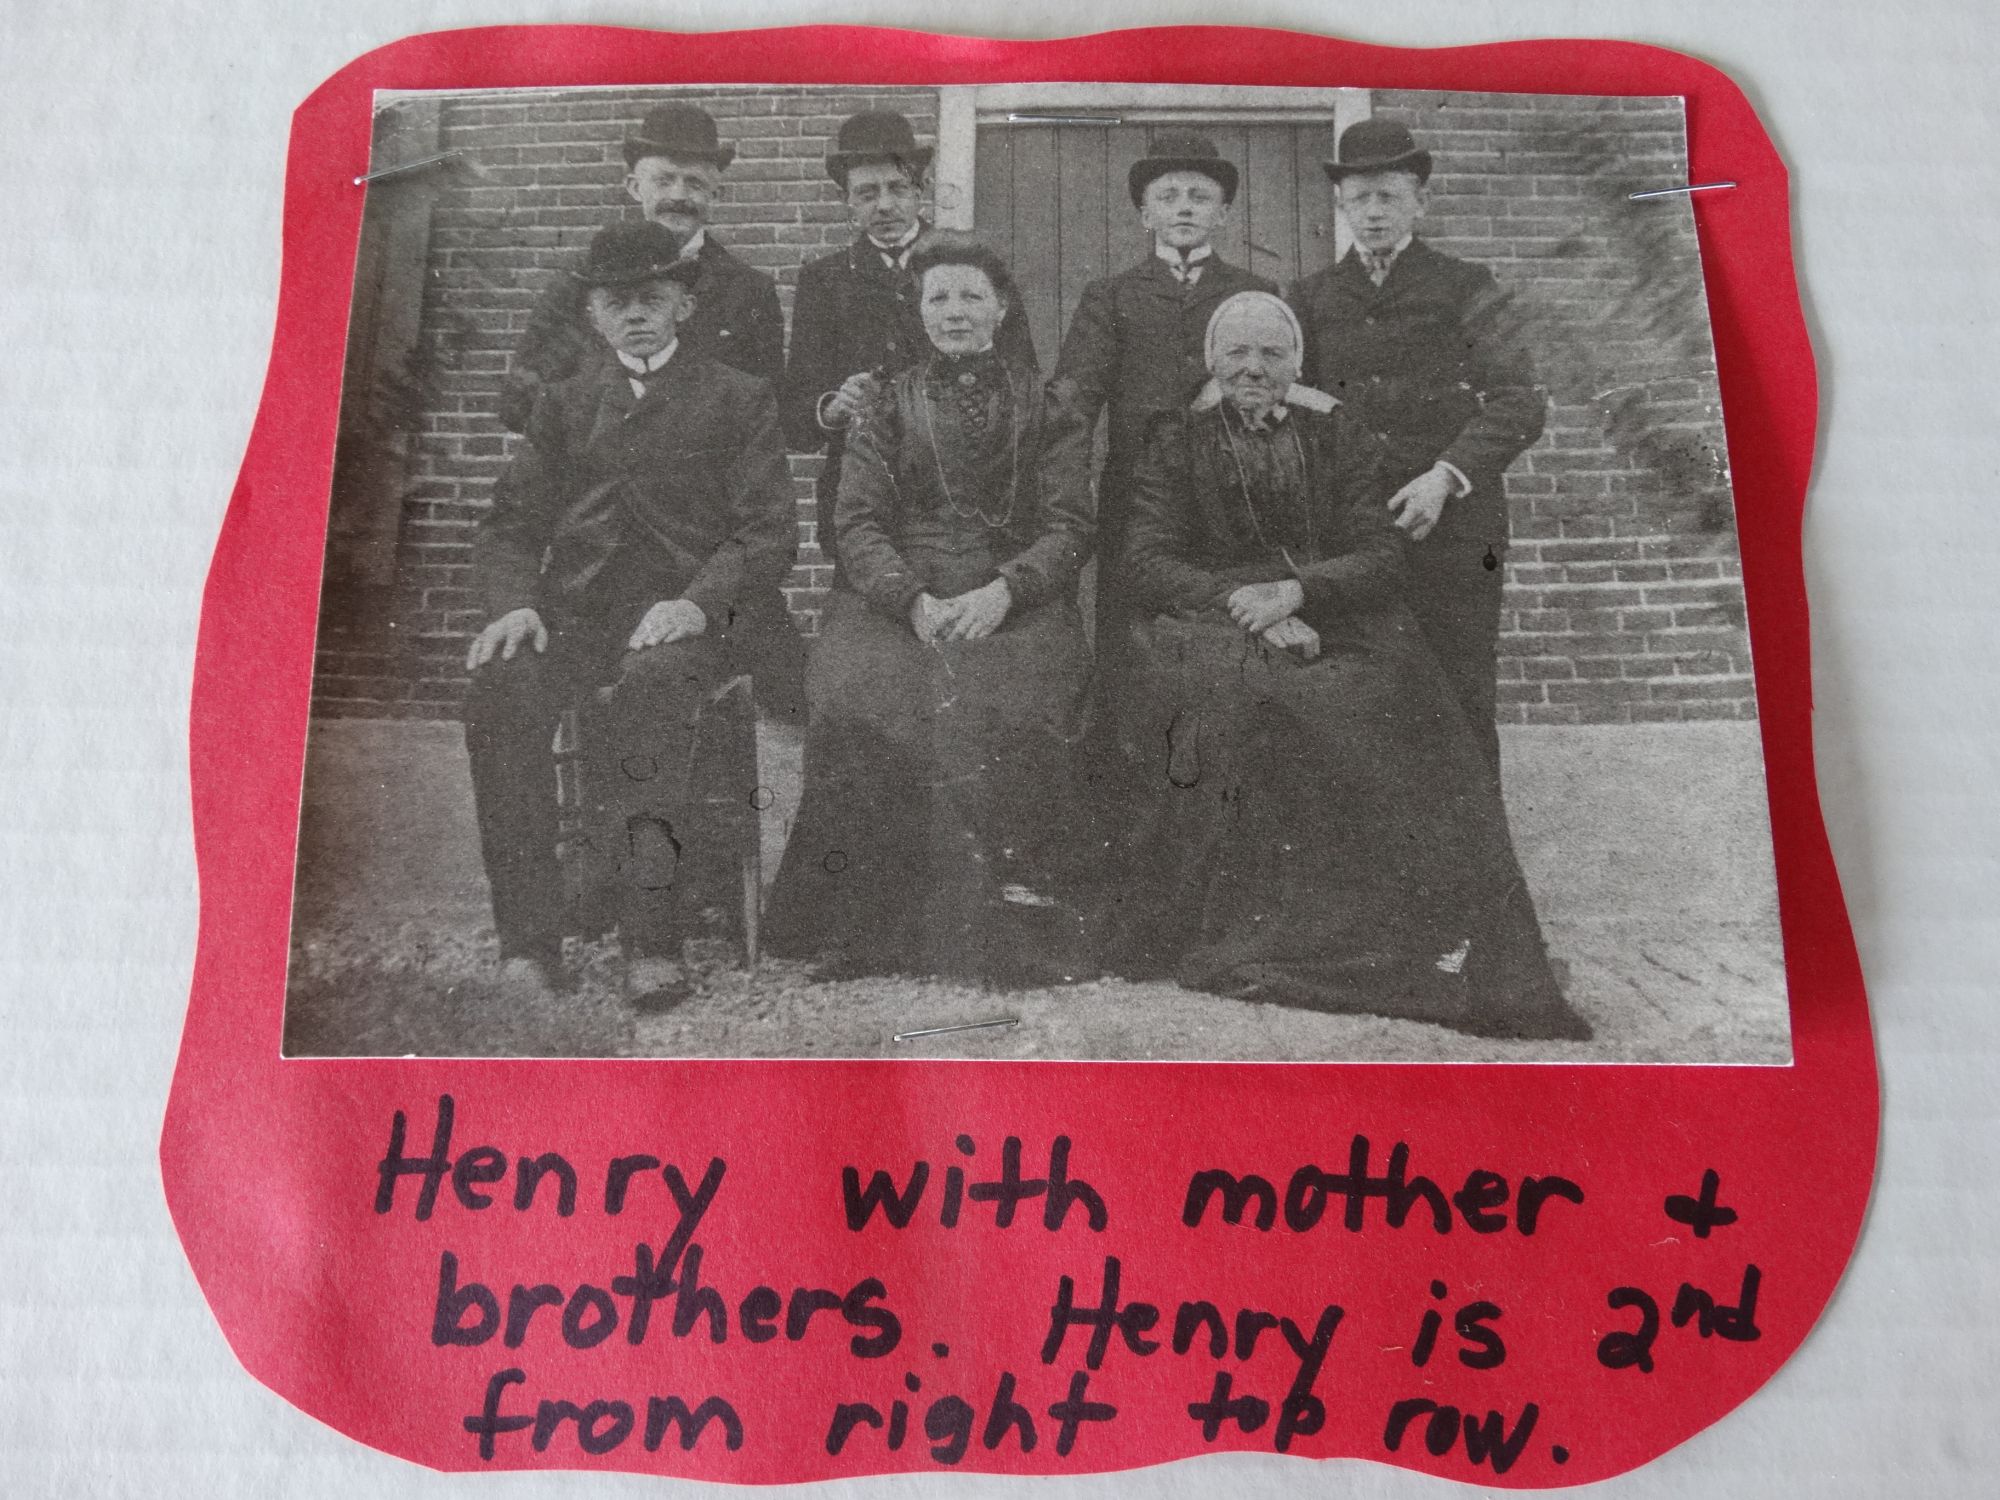 Henry with mother +
brothers. Henry is 2nd
from right top row.